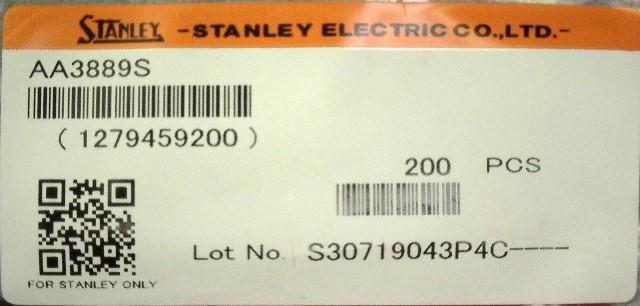 STANLEY -STANLEY ELECTRIC CO.,LTD.-
AA3889S
( 1279459200 )
200 PCS
Lot No. S30719043P4C----
FOR STANLEY ONLY